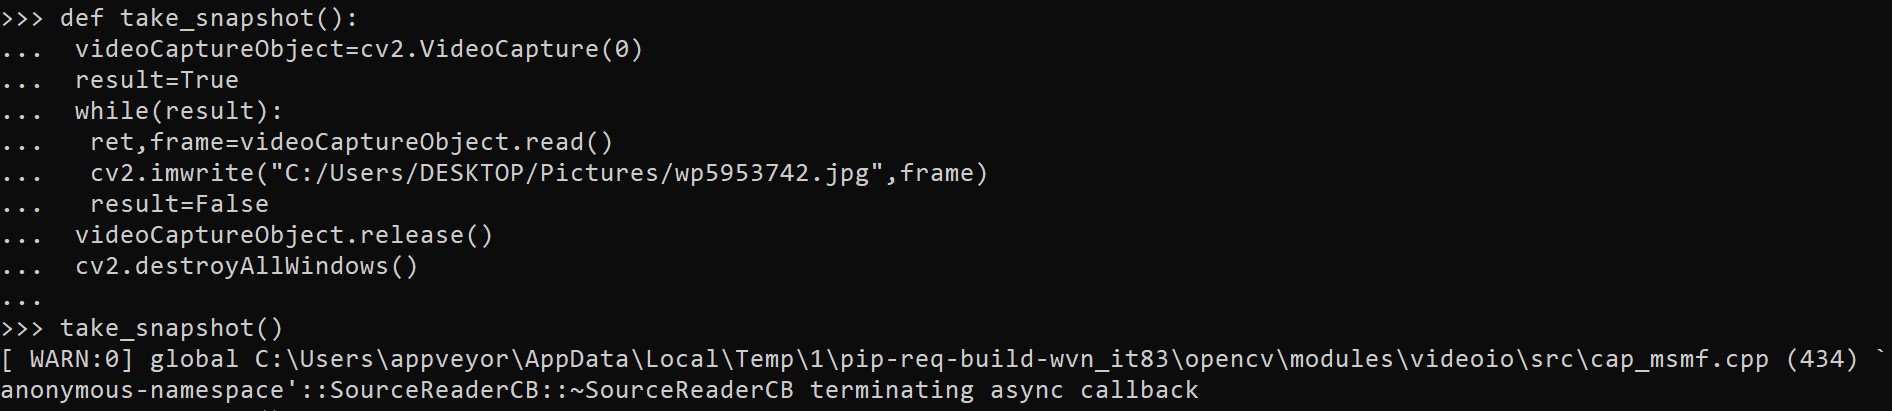 >>> def take_snapshot():
...  videoCaptureObject=cv2.VideoCapture(0)
...  result=True
...  while(result):
...   ret,frame=videoCaptureObject.read()
...   cv2.imwrite("C:/Users/DESKTOP/Pictures/wp5953742.jpg",frame)
...   result=False
...  videoCaptureObject.release()
...  cv2.destroyAllWindows()
...
>>> take_snapshot()
[ WARN:0] global C:\Users\appveyor\AppData\Local\Temp\1\pip-req-build-wvn_it83\opencv\modules\videoio\src\cap_msmf.cpp (434) `
anonymous-namespace'::SourceReaderCB::~SourceReaderCB terminating async callback